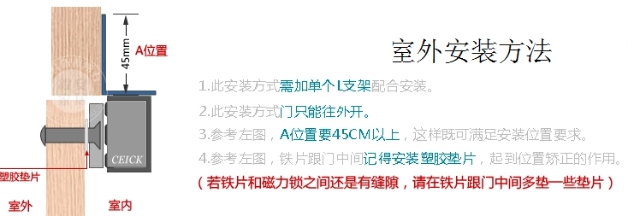 室外安装方法
45mm
A位置
1.此安装方式需加单个L支架配合安装。
2.此安装方式门只能往外开。
3.参考左图，A位置要45CM以上，这样既可满足安装位置要求。
4.参考左图，铁片跟门中间记得安装塑胶垫片，起到位置矫正的作用。
（若铁片和磁力锁之间还是有缝隙，请在铁片跟门中间多垫一些垫片）
CEICK
塑胶垫片
室外
室内